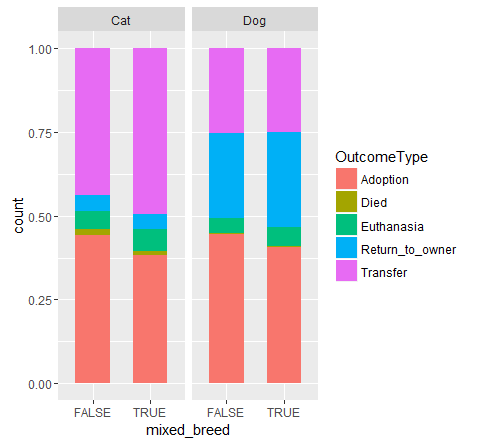 Cat
Dog
1.00
0.75
0.50
0.25
0.00
count
FALSE
TRUE
FALSE
TRUE
mixed_breed
OutcomeType
Adoption
Died
Euthanasia
Return_to_owner
Transfer